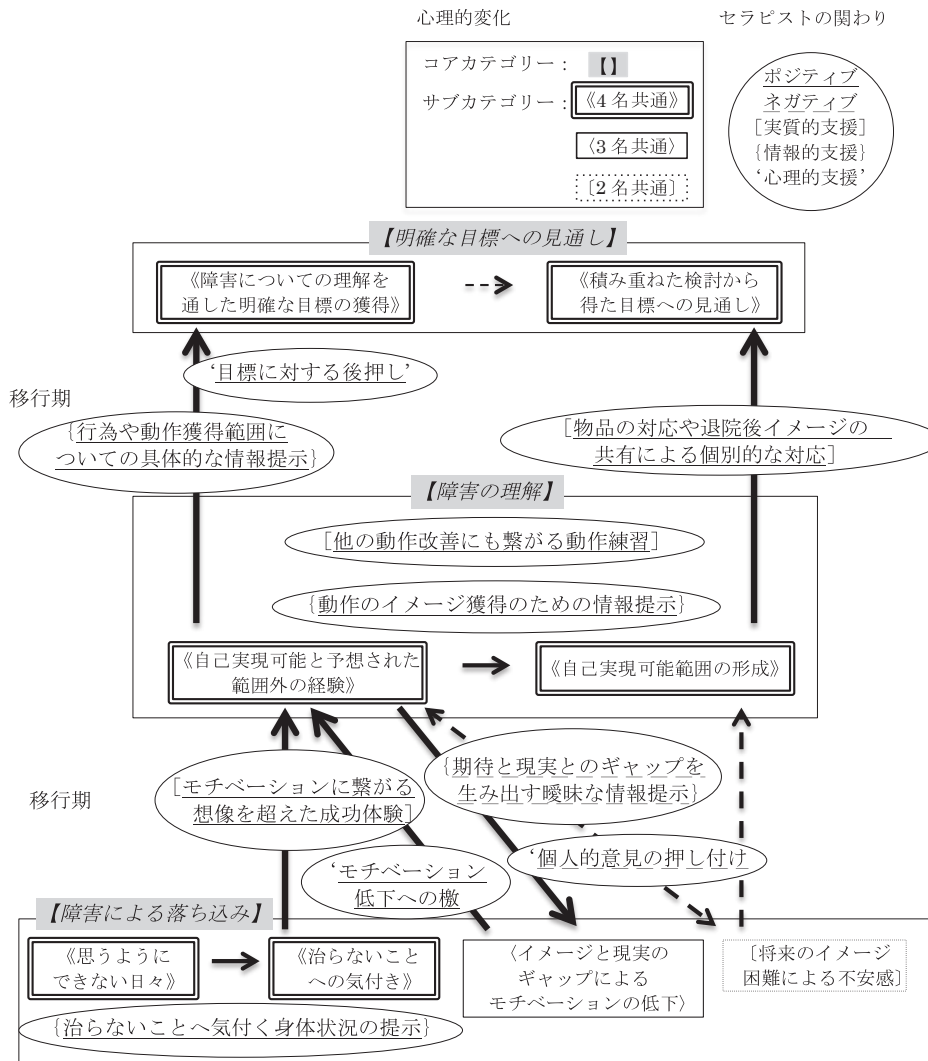 心理的変化
セラピストの関わり
コアカテゴリー： 【】
サブカテゴリー： 《4 名共通》
〈3 名共通〉
〔2 名共通〕
ポジティブ
ネガティブ
[実質的支援]
{情報的支援}
‘心理的支援’
【明確な目標への見通し】
《障害についての理解を
通した明確な目標の獲得》
《積み重ねた検討から
得た目標への見通し》
‘目標に対する後押し’
移行期
{行為や動作獲得範囲に
ついての具体的な情報提示}
[物品の対応や退院後イメージの
共有による個別的な対応]
【障害の理解】
[他の動作改善にも繋がる動作練習]
{動作のイメージ獲得のための情報提示}
《自己実現可能と予想された
範囲外の経験》
《自己実現可能範囲の形成》
移行期
[モチベーションに繋がる
想像を超えた成功体験]
{期待と現実とのギャップを
生み出す曖昧な情報提示}
‘モチベーション
低下への檄
‘個人的意見の押し付け
【障害による落ち込み】
《思うように
できない日々》
《治らないこと
への気付き》
〈イメージと現実の
ギャップによる
モチベーションの低下〉
〔将来のイメージ
困難による不安感〕
{治らないことへ気付く身体状況の提示}